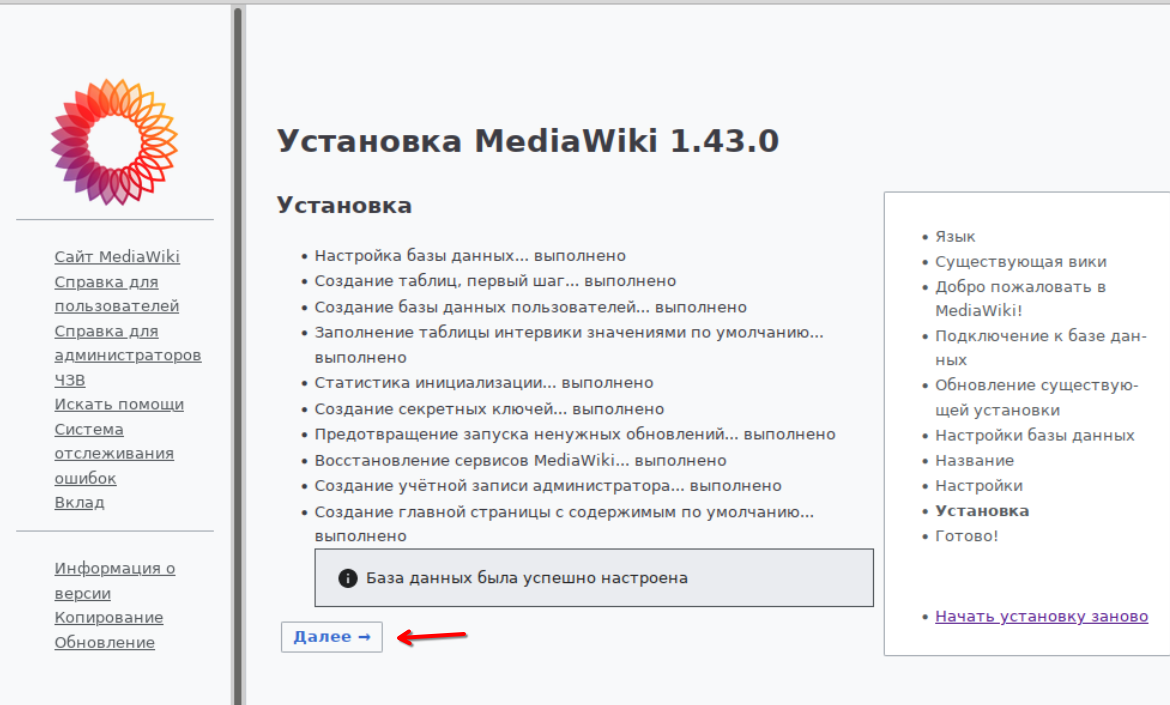 Сайт MediaWiki
Справка для
пользователей
Справка для
администраторов
ЧЗВ
Искать помощи
Система
отслеживания
ошибок
Вклад
Информация о
версии
Копирование
Обновление
Установка MediaWiki 1.43.0
Установка
• Настройка базы данных... выполнено
• Создание таблиц, первый шаг... выполнено
• Создание базы данных пользователей... выполнено
• Заполнение таблицы интервики значениями по умолчанию...
выполнено
• Статистика инициализации... выполнено
• Создание секретных ключей... выполнено
• Предотвращение запуска ненужных обновлений... выполнено
• Восстановление сервисов MediaWiki... выполнено
• Создание учётной записи администратора... выполнено
• Создание главной страницы с содержимым по умолчанию...
выполнено
База данных была успешно настроена
Далее →
• Язык
• Существующая вики
• Добро пожаловать в
MediaWiki!
• Подключение к базе дан-
ных
• Обновление существую-
щей установки
• Настройки базы данных
• Название
• Настройки
• Установка
• Готово!
• Начать установку заново